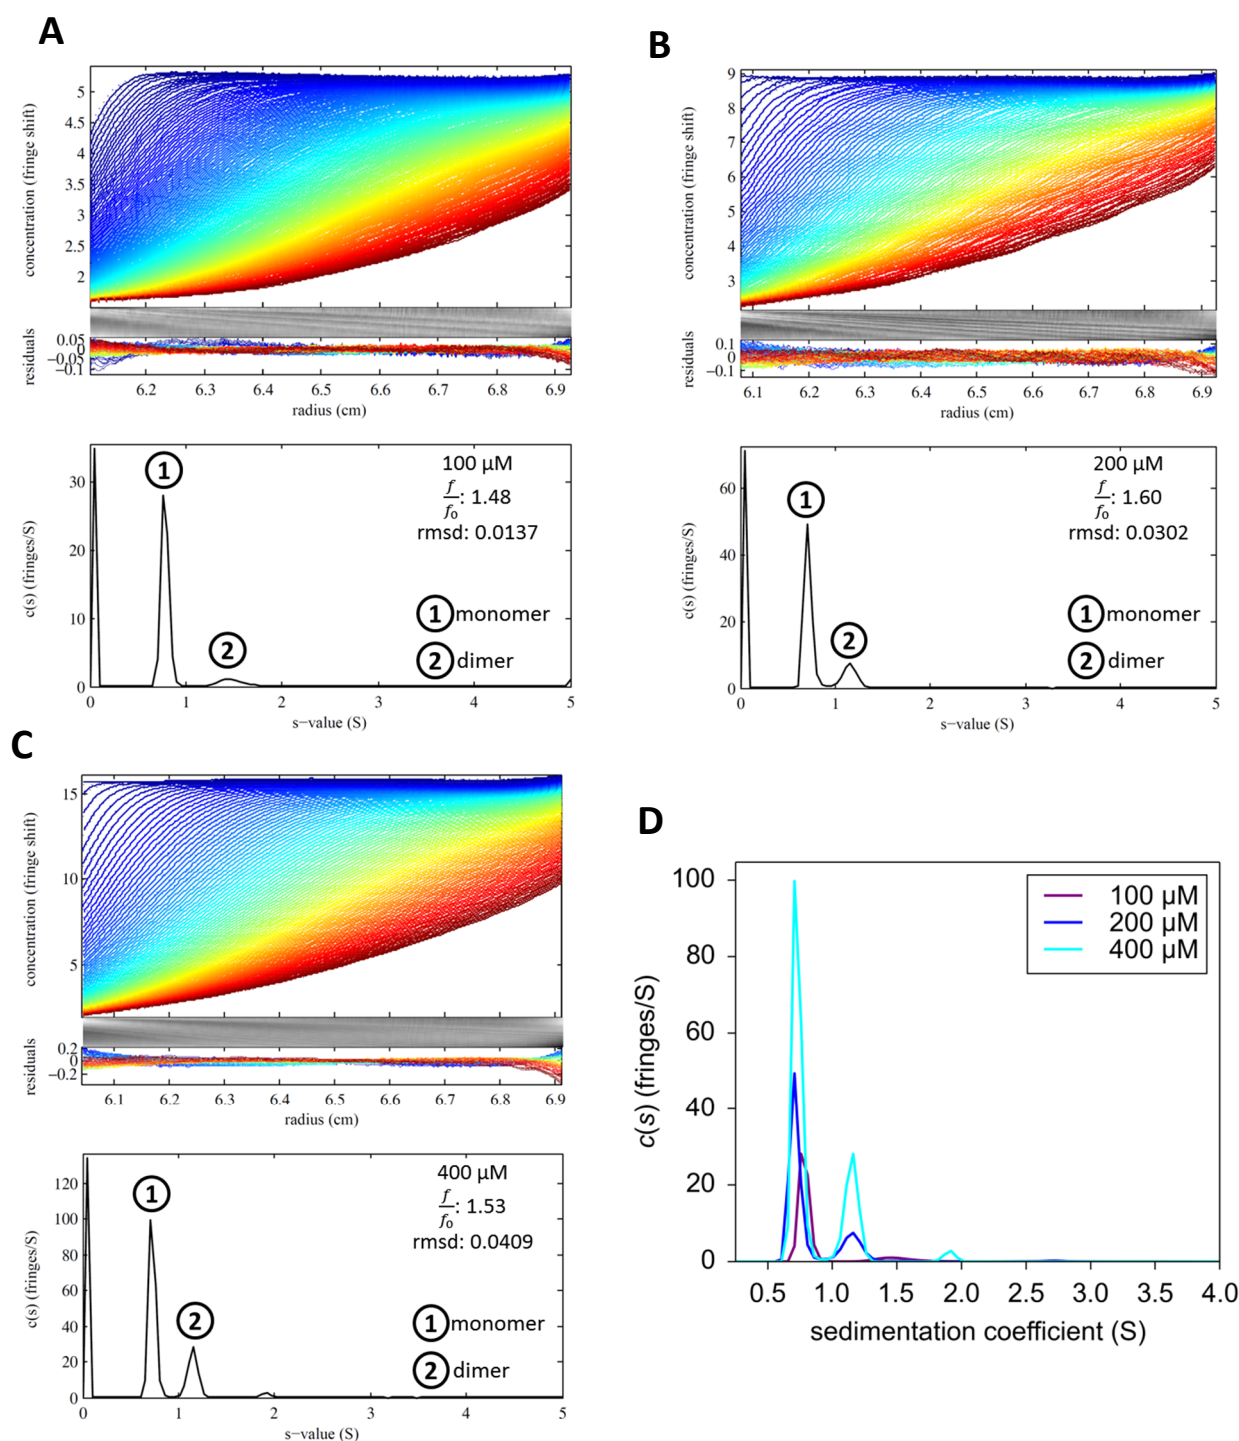 A
concentration (fringe shift)
5
4.5
4
3.5
3
2.5
2
residuals
0.05
0
−0.05
−0.1
6.2 6.3 6.4 6.5 6.6 6.7 6.8 6.9
radius (cm)
c(s) (fringes/S)
30
20
10
0
1
2
100 µM
f/f0: 1.48
rmsd: 0.0137
1 monomer
2 dimer
0 1 2 3 4 5
s−value (S)
B
concentration (fringe shift)
9
8
7
6
5
4
3
residuals
0.1
0
−0.1
6.1 6.2 6.3 6.4 6.5 6.6 6.7 6.8 6.9
radius (cm)
c(s) (fringes/S)
60
40
20
0
1
2
200 µM
f/f0: 1.60
rmsd: 0.0302
1 monomer
2 dimer
0 1 2 3 4 5
s−value (S)
C
concentration (fringe shift)
15
10
5
residuals
0.2
0
−0.2
6.1 6.2 6.3 6.4 6.5 6.6 6.7 6.8 6.9
radius (cm)
c(s) (fringes/S)
120
100
80
60
40
20
0
1
2
400 µM
f/f0: 1.53
rmsd: 0.0409
1 monomer
2 dimer
0 1 2 3 4 5
s−value (S)
D
c(s) (fringes/S)
100
80
60
40
20
0
100 µM
200 µM
400 µM
0.5 1.0 1.5 2.0 2.5 3.0 3.5 4.0
sedimentation coefficient (S)